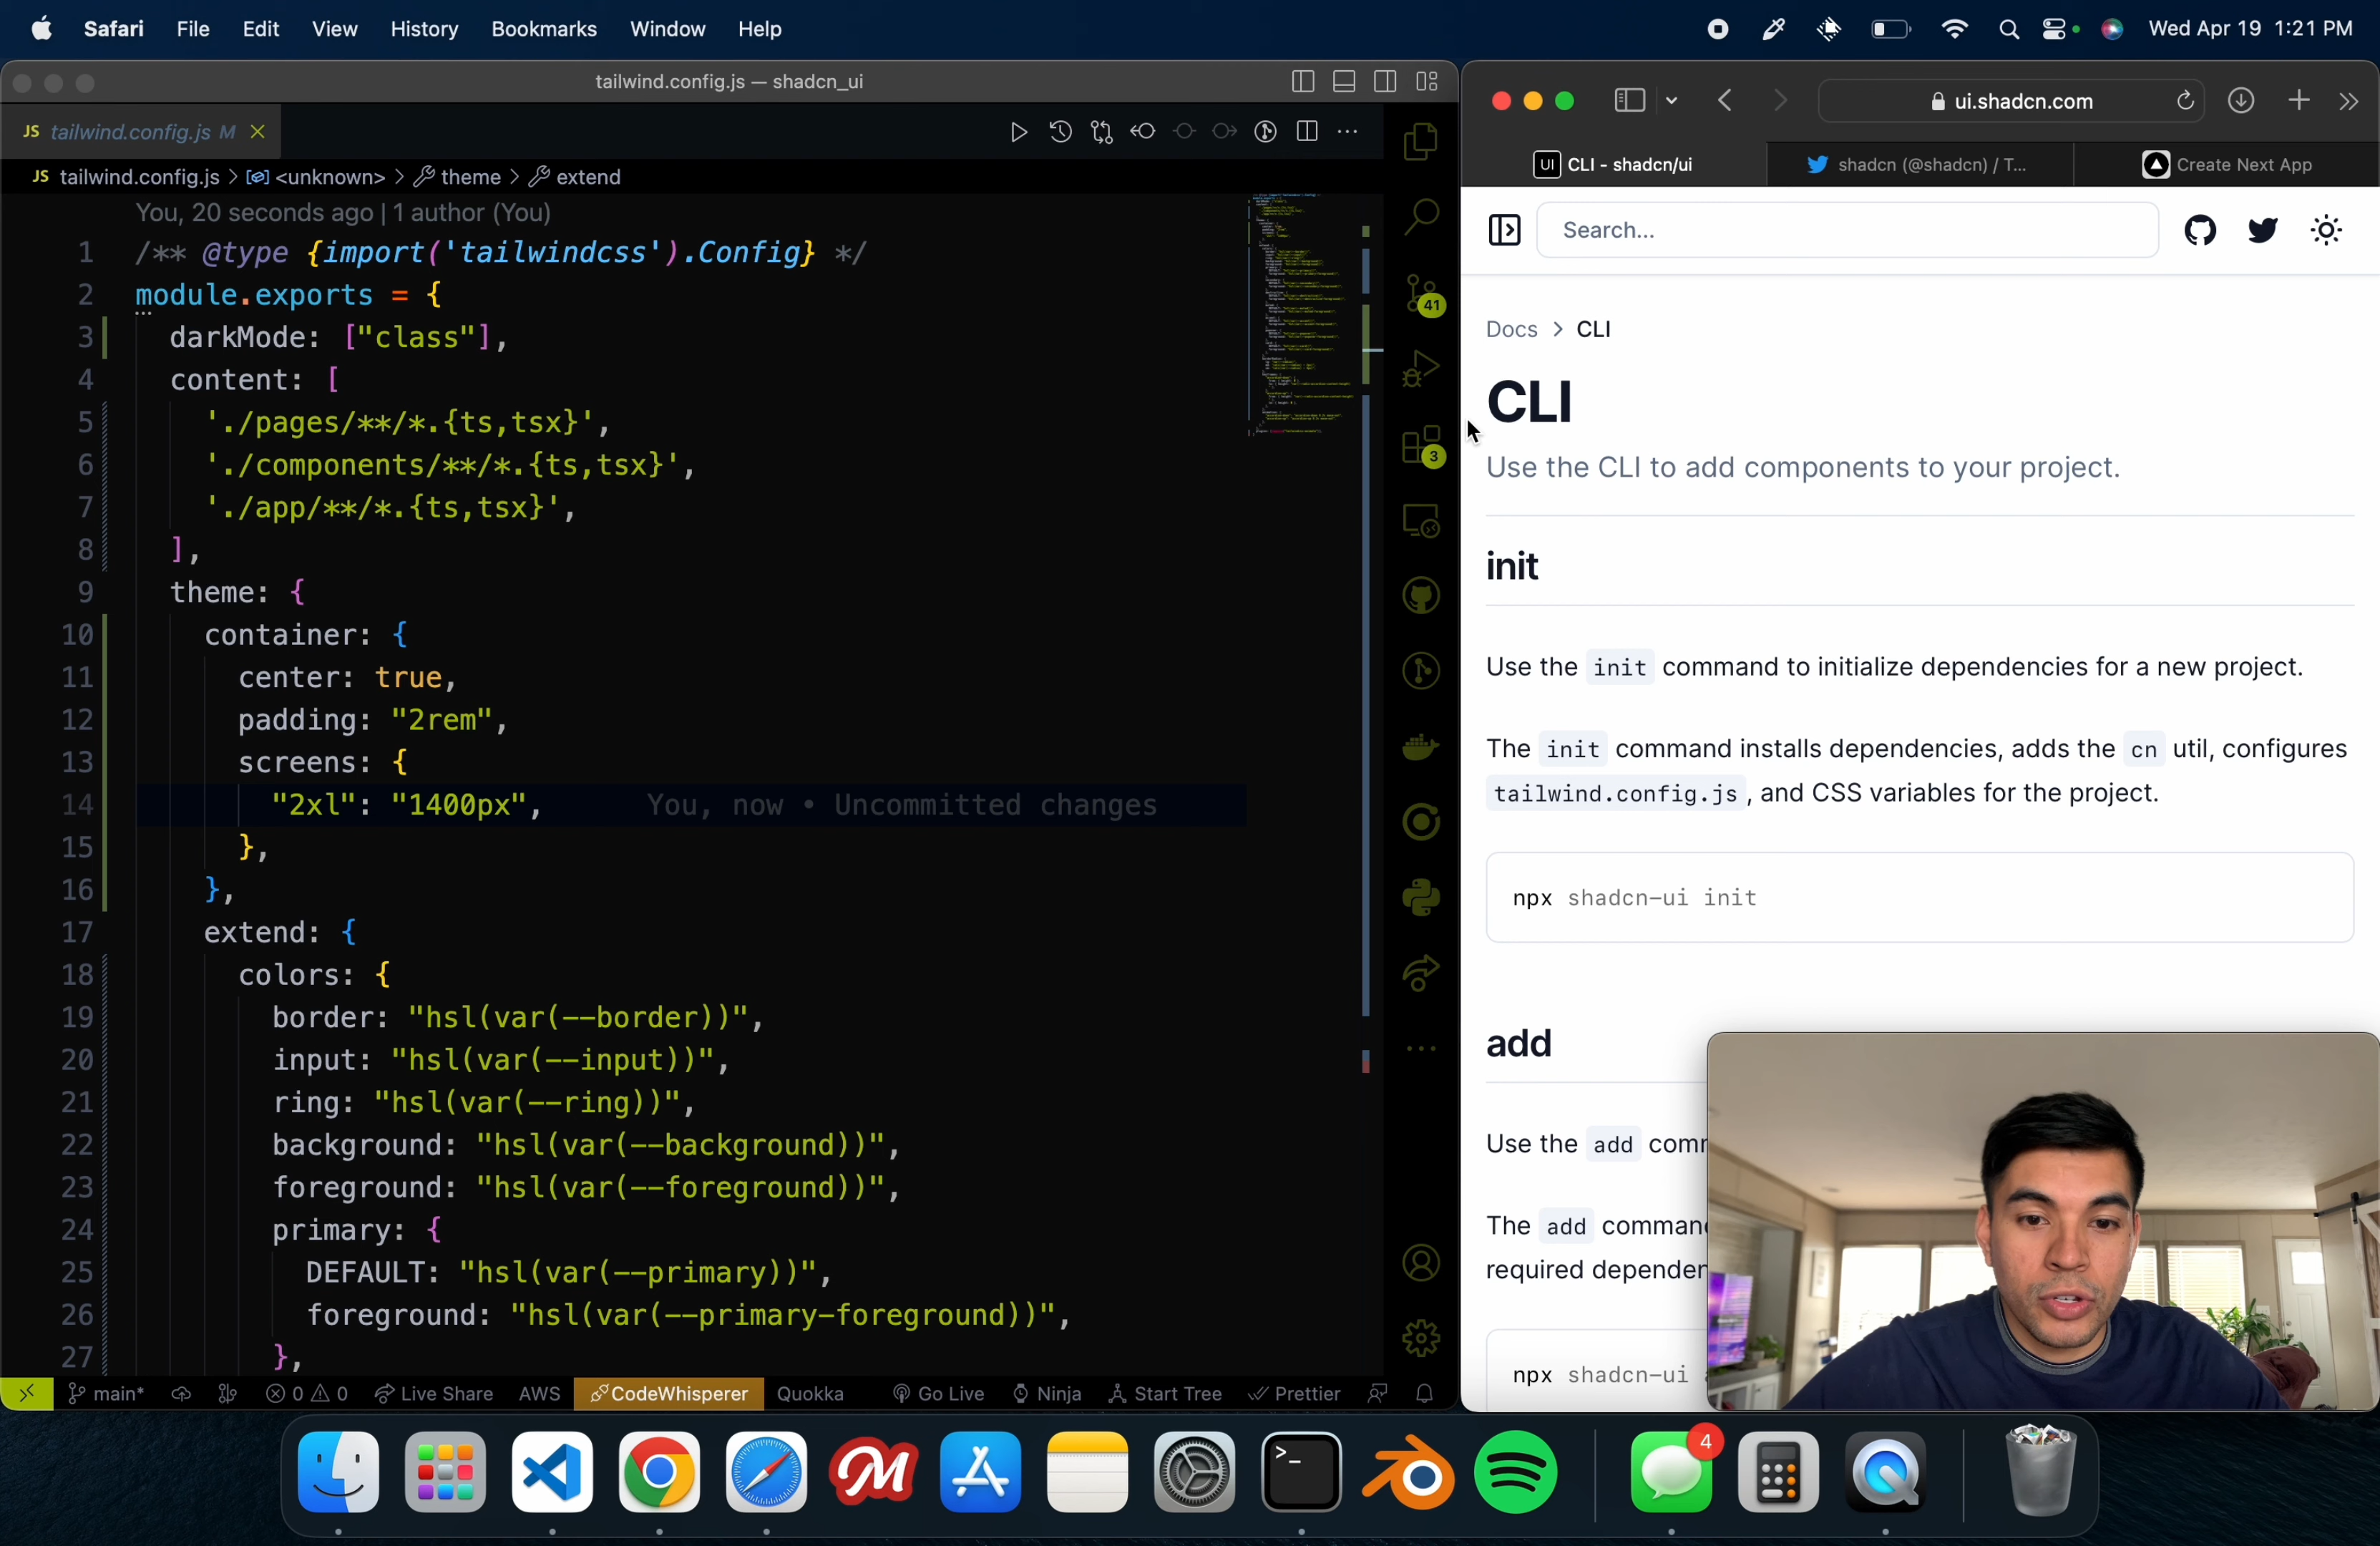 Safari File Edit View History Bookmarks Window Help
Wed Apr 19 1:21 PM
tailwind.config.js — shadcn_ui
JS tailwind.config.js M
JS tailwind.config.js > <unknown> > theme > extend
You, 20 seconds ago | 1 author (You)
1 /** @type {import('tailwindcss').Config} */
2 module.exports = {
3 darkMode: ["class"],
4 content: [
5 './pages/**/*.{ts,tsx}',
6 './components/**/*.{ts,tsx}',
7 './app/**/*.{ts,tsx}',
8 ],
9 theme: {
10 container: {
11 center: true,
12 padding: "2rem",
13 screens: {
14 "2xl": "1400px", You, now • Uncommitted changes
15 },
16 },
17 extend: {
18 colors: {
19 border: "hsl(var(--border))",
20 input: "hsl(var(--input))",
21 ring: "hsl(var(--ring))",
22 background: "hsl(var(--background))",
23 foreground: "hsl(var(--foreground))",
24 primary: {
25 DEFAULT: "hsl(var(--primary))",
26 foreground: "hsl(var(--primary-foreground))",
27 },
41
3
main* 0 0 Live Share AWS CodeWhisperer Quokka Go Live Ninja Start Tree Prettier
ui.shadcn.com
UI CLI - shadcn/ui
shadcn (@shadcn) / T...
Create Next App
Search...
Docs > CLI
CLI
Use the CLI to add components to your project.
init
Use the init command to initialize dependencies for a new project.
The init command installs dependencies, adds the cn util, configures
tailwind.config.js, and CSS variables for the project.
npx shadcn-ui init
add
Use the add comm
The add command
required dependen
npx shadcn-ui
4